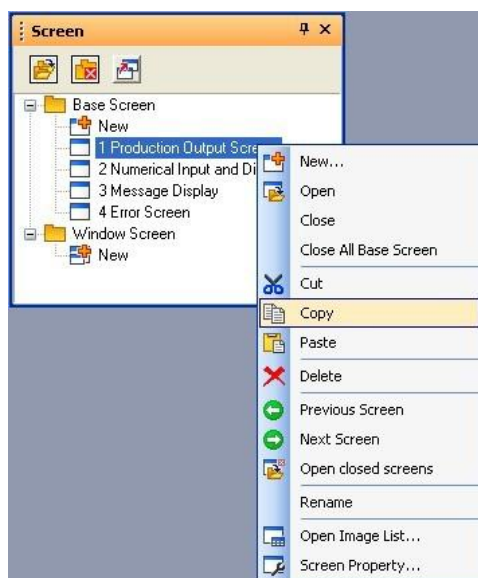 Screen
Base Screen
New
1 Production Output Scre
2 Numerical Input and Di
3 Message Display
4 Error Screen
Window Screen
New
New...
Open
Close
Close All Base Screen
Cut
Copy
Paste
Delete
Previous Screen
Next Screen
Open closed screens
Rename
Open Image List...
Screen Property...